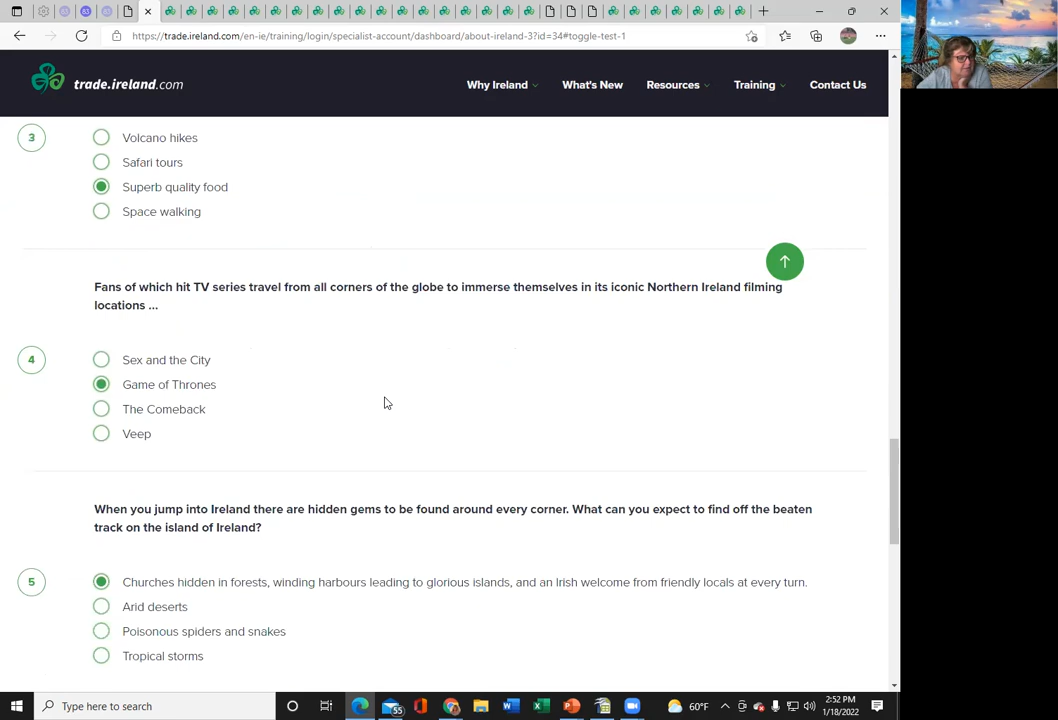 https://trade.ireland.com/en-ie/training/login/specialist-account/dashboard/about-ireland-3?id=34#toggle-test-1
trade.ireland.com
Why Ireland
What's New
Resources
Training
Contact Us
3
Volcano hikes
Safari tours
Superb quality food
Space walking
Fans of which hit TV series travel from all corners of the globe to immerse themselves in its iconic Northern Ireland filming
locations ...
4
Sex and the City
Game of Thrones
The Comeback
Veep
When you jump into Ireland there are hidden gems to be found around every corner. What can you expect to find off the beaten
track on the island of Ireland?
5
Churches hidden in forests, winding harbours leading to glorious islands, and an Irish welcome from friendly locals at every turn.
Arid deserts
Poisonous spiders and snakes
Tropical storms
Type here to search
55
60°F
2:52 PM
1/18/2022